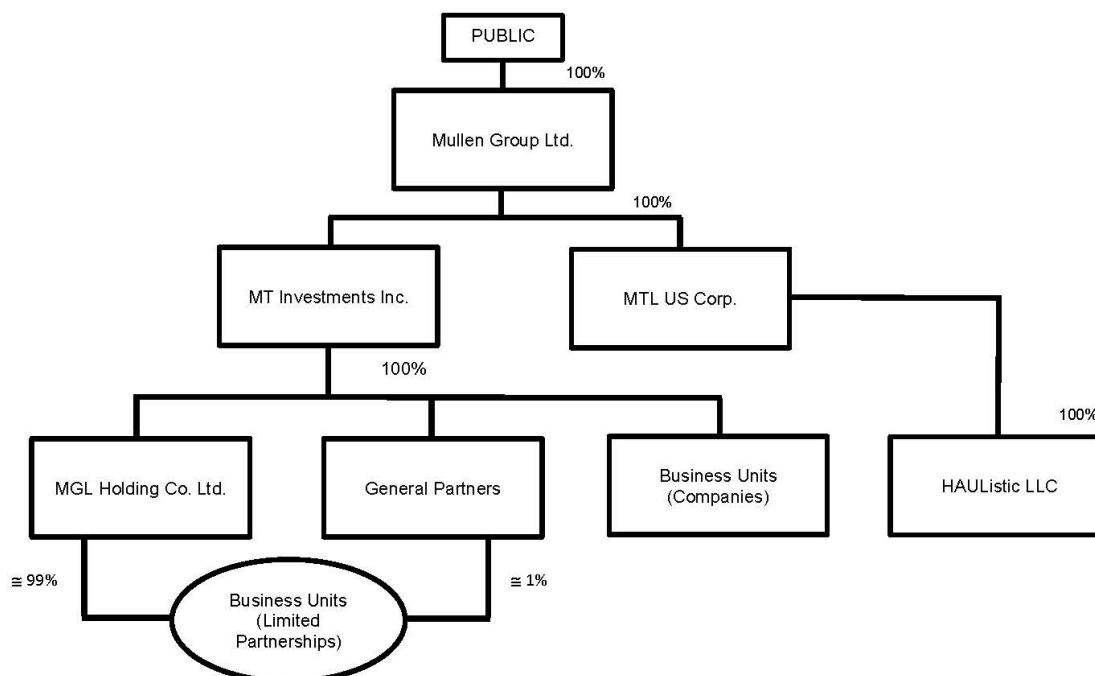 PUBLIC
100%
Mullen Group Ltd.
100%
MT Investments Inc.
MTL US Corp.
100%
100%
MGL Holding Co. Ltd.
General Partners
Business Units
(Companies)
HAUListic LLC
≅ 99%
≅ 1%
Business Units
(Limited
Partnerships)